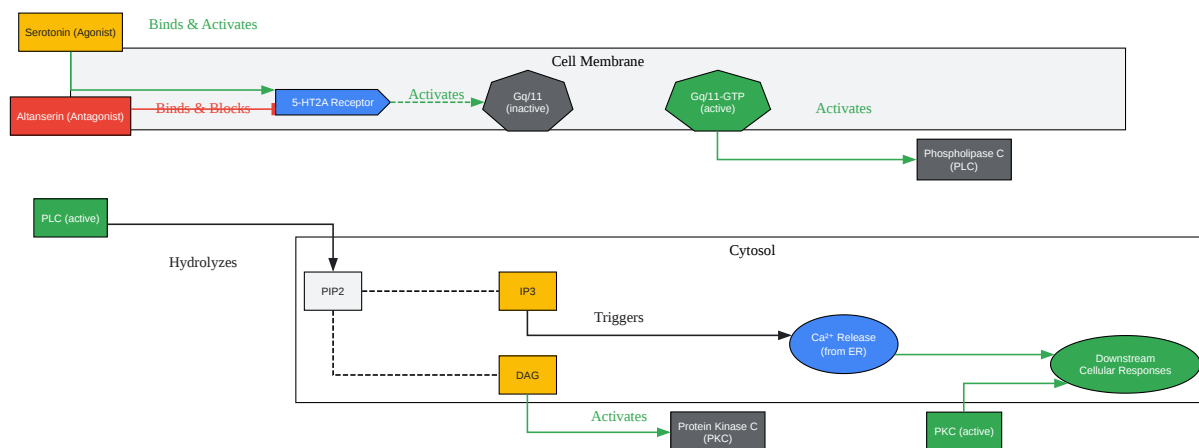 Serotonin (Agonist)
Binds & Activates
Cell Membrane
Altanserin (Antagonist)
Binds & Blocks
5-HT2A Receptor
Activates
Gq/11
(inactive)
Gq/11-GTP
(active)
Activates
Phospholipase C
(PLC)
PLC (active)
Hydrolyzes
Cytosol
PIP2
IP3
Triggers
Ca²⁺ Release
(from ER)
Downstream
Cellular Responses
DAG
Activates
Protein Kinase C
(PKC)
PKC (active)